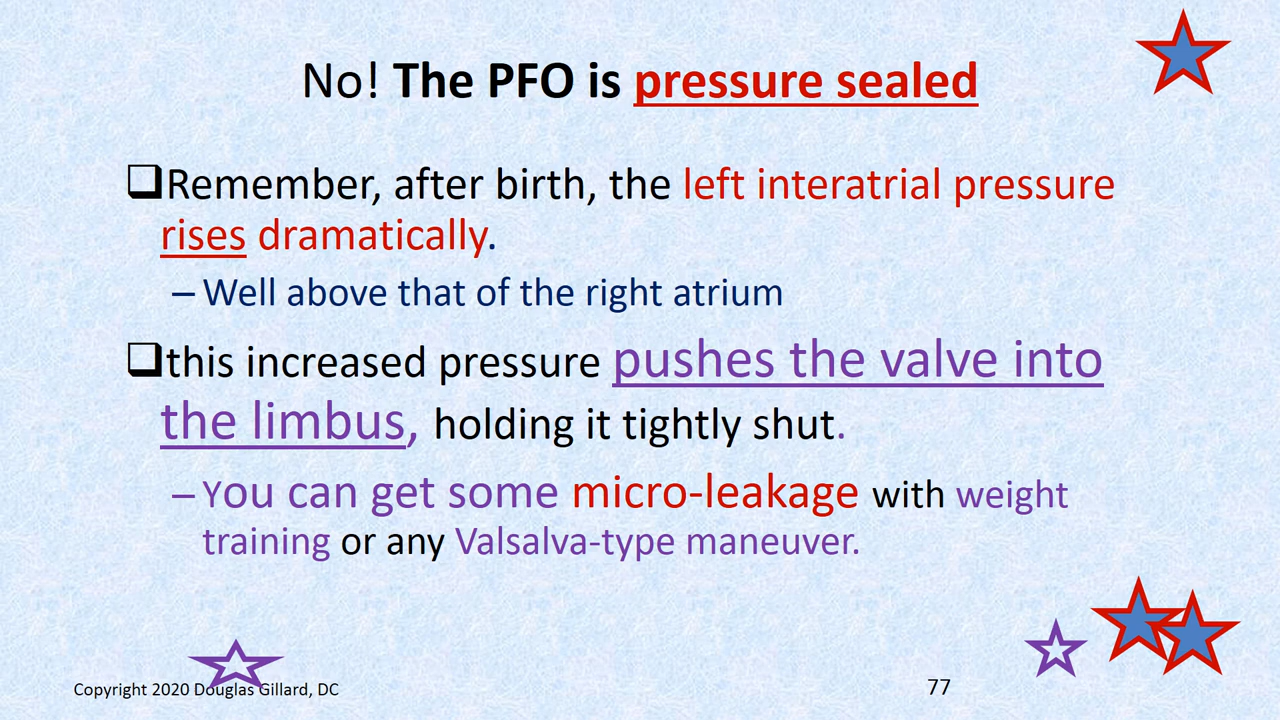 No! The PFO is pressure sealed
❑Remember, after birth, the left interatrial pressure
rises dramatically.
– Well above that of the right atrium
❑this increased pressure pushes the valve into
the limbus, holding it tightly shut.
– You can get some micro-leakage with weight
training or any Valsalva-type maneuver.
Copyright 2020 Douglas Gillard, DC
77